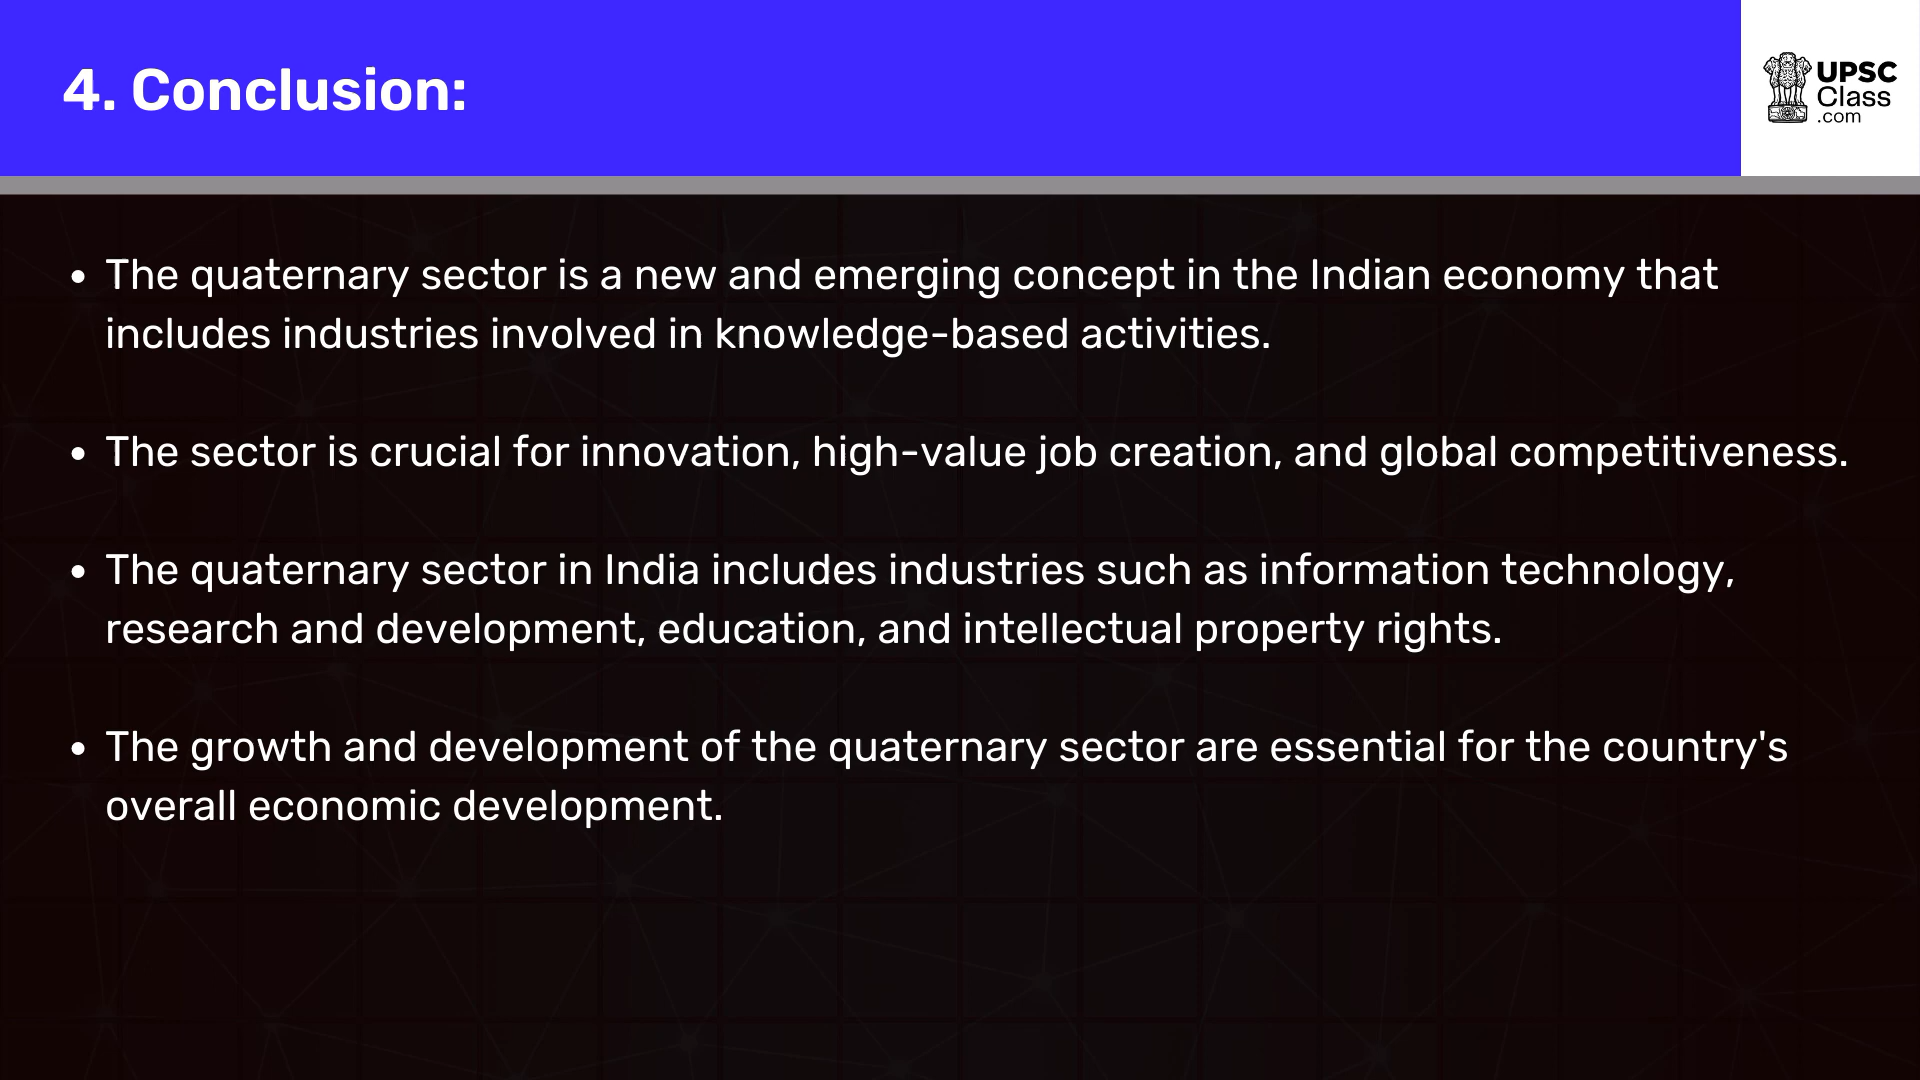 4. Conclusion:
UPSC
Class
.com
• The quaternary sector is a new and emerging concept in the Indian economy that
includes industries involved in knowledge-based activities.
• The sector is crucial for innovation, high-value job creation, and global competitiveness.
• The quaternary sector in India includes industries such as information technology,
research and development, education, and intellectual property rights.
• The growth and development of the quaternary sector are essential for the country's
overall economic development.